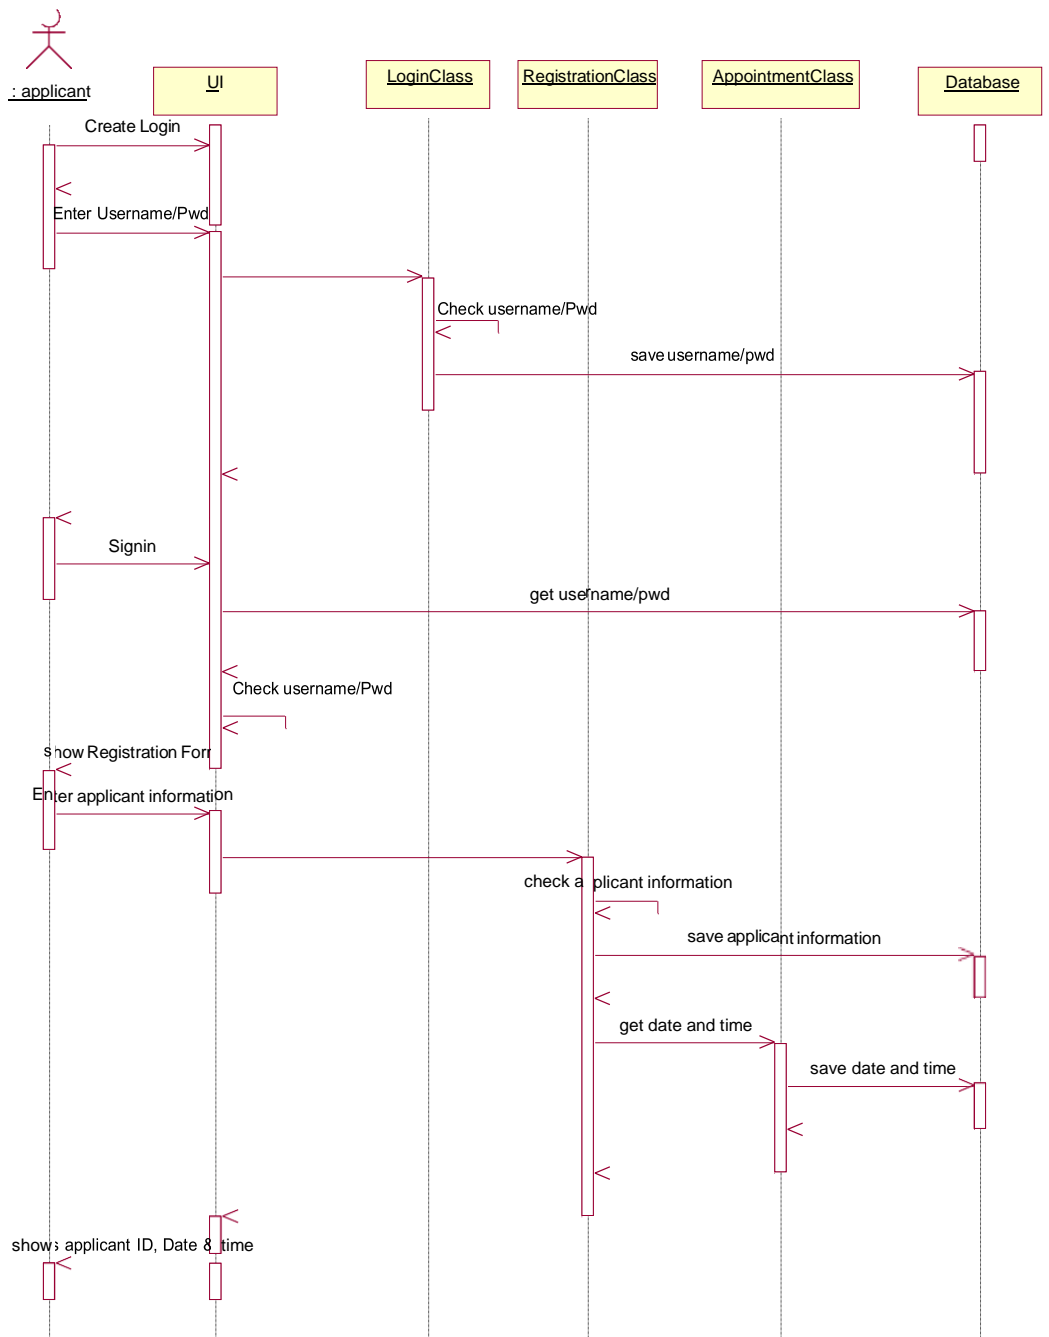 : applicant
UI
LoginClass
RegistrationClass
AppointmentClass
Database
Create Login
Enter Username/Pwd
Check username/Pwd
save username/pwd
Signin
get username/pwd
Check username/Pwd
show Registration Forr
Enter applicant information
check a plicant information
save applicant information
get date and time
save date and time
shows applicant ID, Date & time